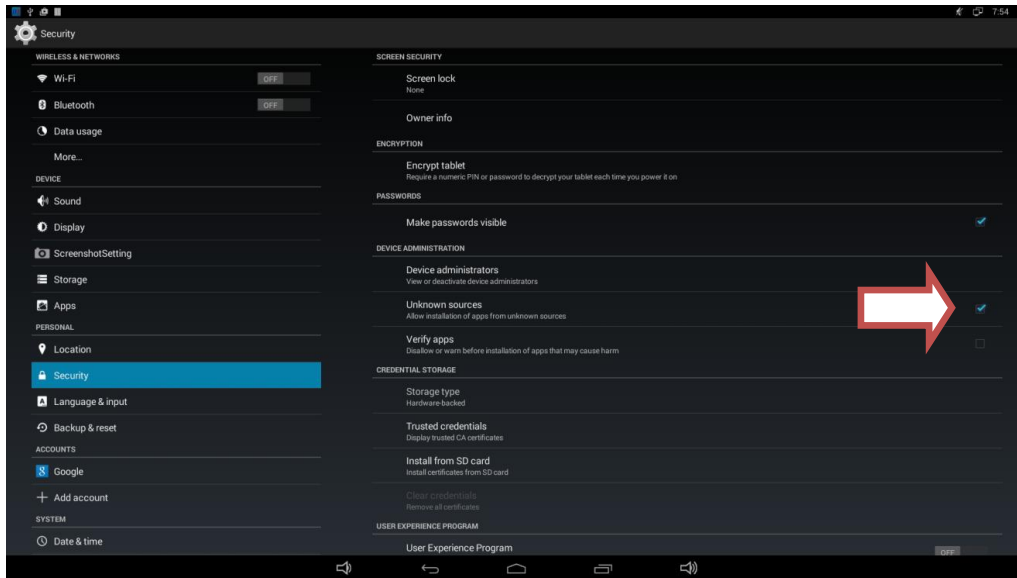 7:54
Security
WIRELESS & NETWORKS
Wi-Fi
OFF
Bluetooth
OFF
Data usage
More...
DEVICE
Sound
Display
ScreenshotSetting
Storage
Apps
PERSONAL
Location
Security
Language & input
Backup & reset
ACCOUNTS
Google
Add account
SYSTEM
Date & time
SCREEN SECURITY
Screen lock
None
Owner info
ENCRYPTION
Encrypt tablet
Require a numeric PIN or password to decrypt your tablet each time you power it on
PASSWORDS
Make passwords visible
DEVICE ADMINISTRATION
Device administrators
View or deactivate device administrators
Unknown sources
Allow installation of apps from unknown sources
Verify apps
Disallow or warn before installation of apps that may cause harm
CREDENTIAL STORAGE
Storage type
Hardware-backed
Trusted credentials
Display trusted CA certificates
Install from SD card
Install certificates from SD card
Clear credentials
Remove all certificates
USER EXPERIENCE PROGRAM
User Experience Program
OFF